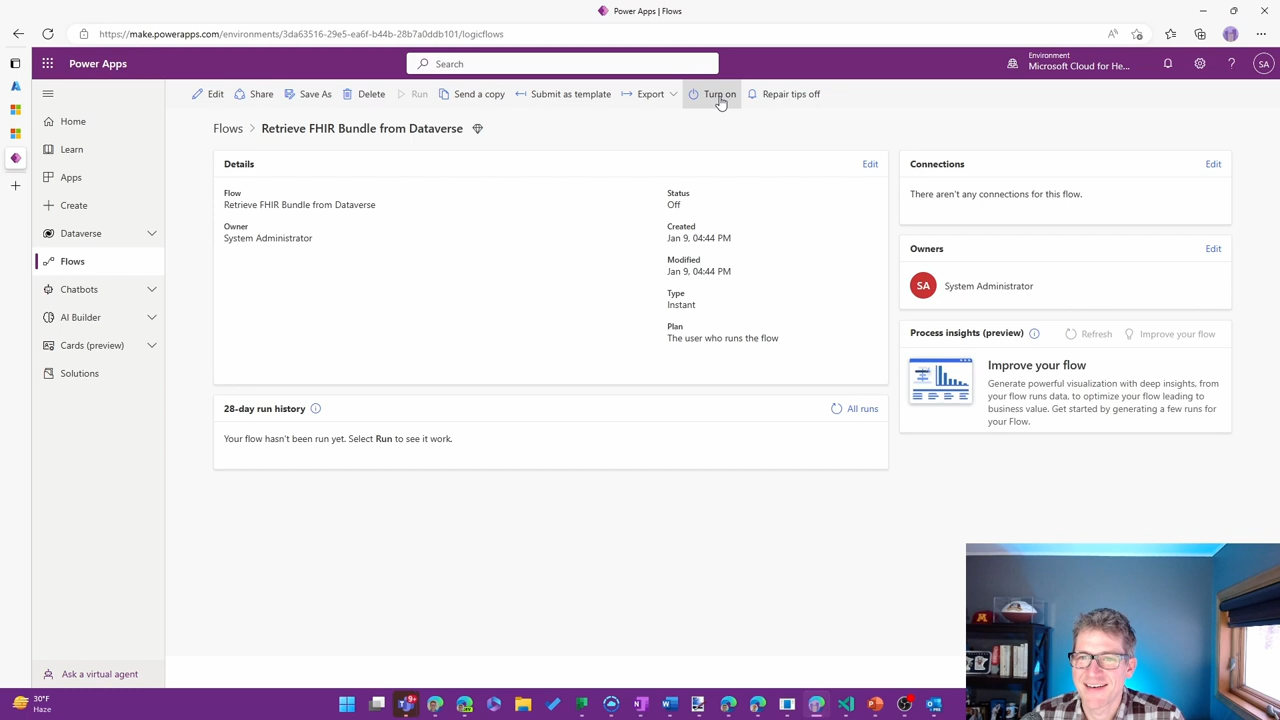 Power Apps | Flows
https://make.powerapps.com/environments/3da63516-29e5-ea6f-b44b-28b7a0ddb101/logicflows
Power Apps
Search
Environment
Microsoft Cloud for He...
SA
Edit
Share
Save As
Delete
Run
Send a copy
Submit as template
Export
Turn on
Repair tips off
Home
Learn
Apps
Create
Dataverse
Flows
Chatbots
AI Builder
Cards (preview)
Solutions
Ask a virtual agent
Flows > Retrieve FHIR Bundle from Dataverse
Details
Edit
Flow
Retrieve FHIR Bundle from Dataverse
Owner
System Administrator
Status
Off
Created
Jan 9, 04:44 PM
Modified
Jan 9, 04:44 PM
Type
Instant
Plan
The user who runs the flow
28-day run history
All runs
Your flow hasn't been run yet. Select Run to see it work.
Connections
Edit
There aren't any connections for this flow.
Owners
Edit
SA
System Administrator
Process insights (preview)
Refresh
Improve your flow
Improve your flow
Generate powerful visualization with deep insights, from
your flow runs data, to optimize your flow leading to
business value. Get started by generating a few runs for
your Flow.
30°F
Haze